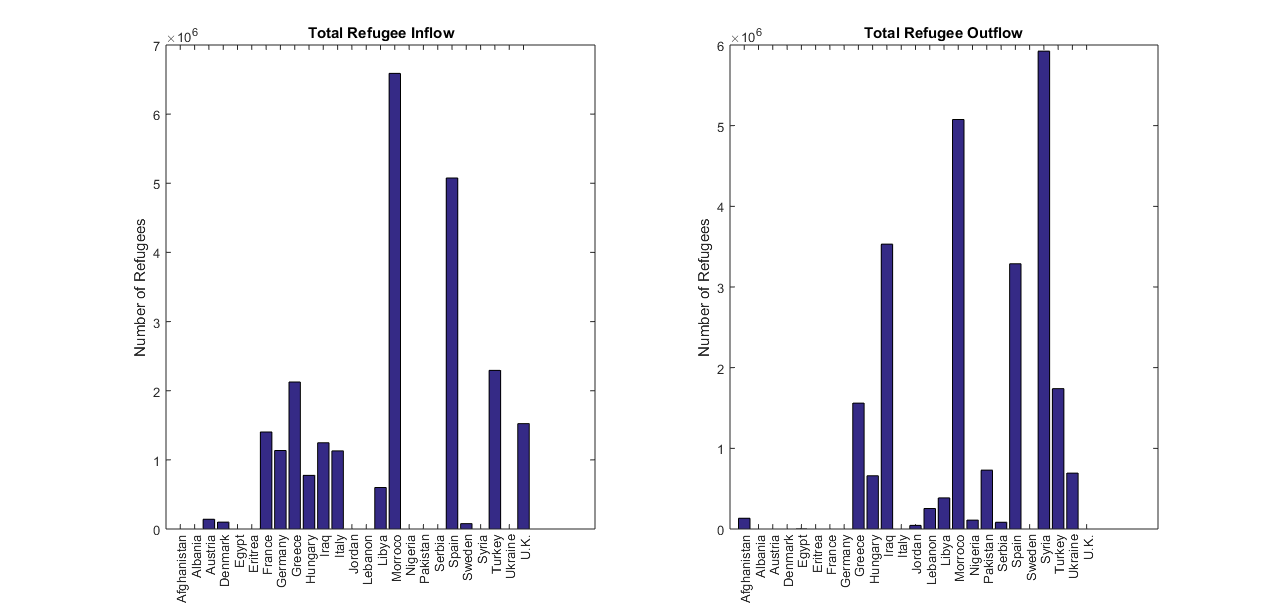 Total Refugee Inflow
×10^6
7
6
5
4
3
2
1
0
Number of Refugees
Afghanistan
Albania
Austria
Denmark
Egypt
Eritrea
France
Germany
Greece
Hungary
Iraq
Italy
Jordan
Lebanon
Libya
Moroco
Nigeria
Pakistan
Serbia
Spain
Sweden
Syria
Turkey
Ukraine
U.K.
Total Refugee Outflow
×10^6
6
5
4
3
2
1
0
Number of Refugees
Afghanistan
Albania
Austria
Denmark
Egypt
Eritrea
France
Germany
Greece
Hungary
Iraq
Italy
Jordan
Lebanon
Libya
Moroco
Nigeria
Pakistan
Serbia
Spain
Sweden
Syria
Turkey
Ukraine
U.K.